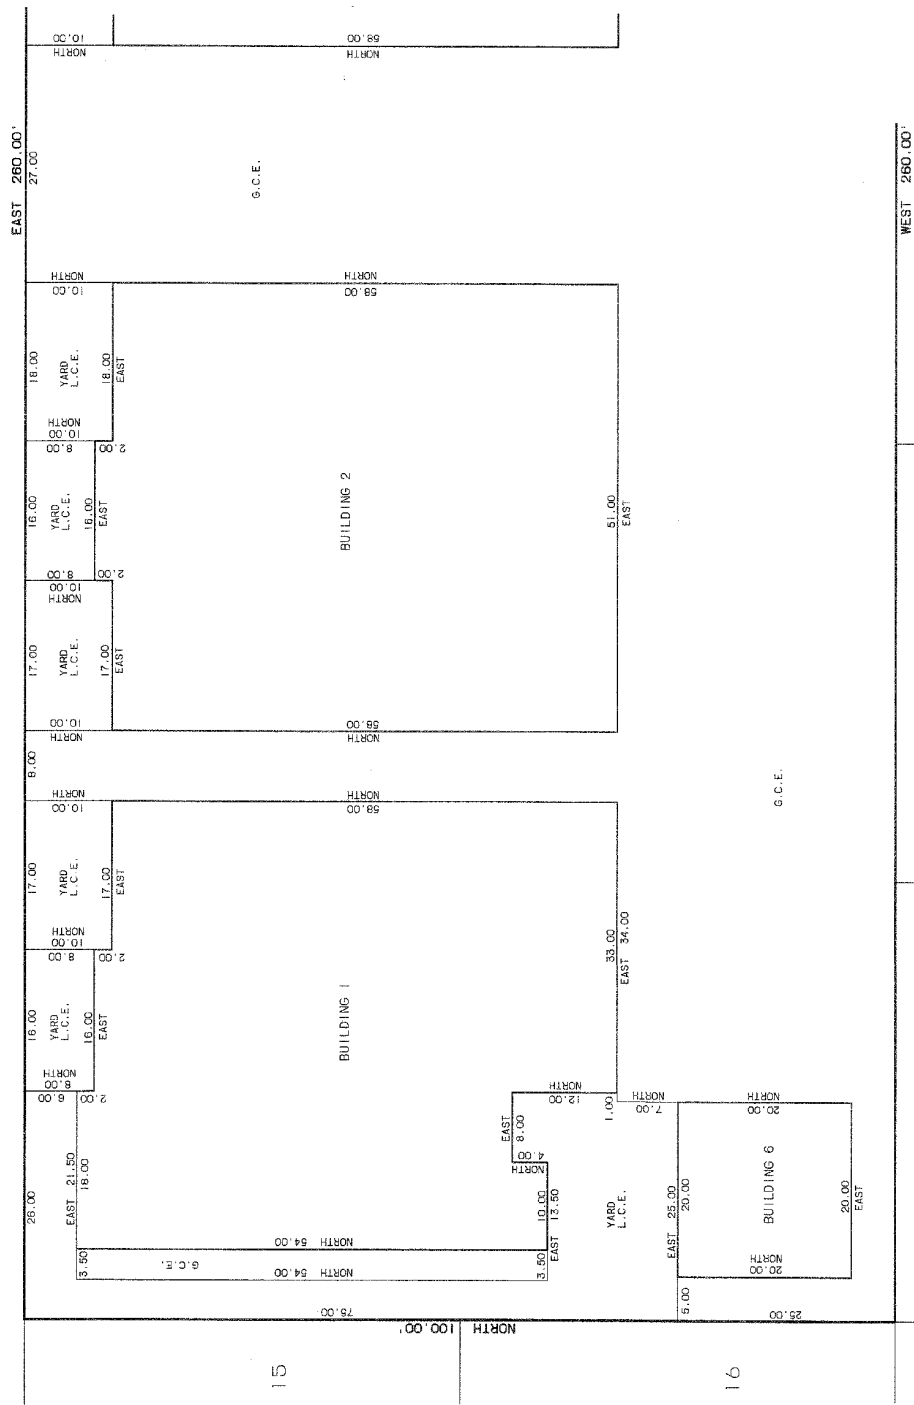 10.00
NORTH
58.00
NORTH
EAST 260.00'
27.00
G.C.E.
WEST 260.00'
NORTH
10.00
NORTH
58.00
18.00
YARD
L.C.E.
18.00
EAST
NORTH
10.00
8.00
2.00
16.00
YARD
L.C.E.
16.00
EAST
BUILDING 2
51.00
EAST
8.00
10.00
NORTH
2.00
17.00
YARD
L.C.E.
17.00
EAST
10.00
NORTH
58.00
NORTH
8.00
NORTH
10.00
NORTH
58.00
G.C.E.
17.00
YARD
L.C.E.
17.00
EAST
NORTH
10.00
8.00
2.00
33.00
EAST 34.00
16.00
YARD
L.C.E.
16.00
EAST
BUILDING 1
NORTH
8.00
6.00
2.00
NORTH
12.00
1.00
NORTH
7.00
NORTH
20.00
EAST
8.00
4.00
NORTH
26.00
EAST 21.50
18.00
10.00
EAST 13.50
YARD
L.C.E.
EAST 25.00
20.00
BUILDING 6
20.00
EAST
NORTH 54.00
G.C.E.
NORTH 54.00
3.50
3.50
NORTH
20.00
5.00
75.00
25.00
NORTH 100.00'
15
16